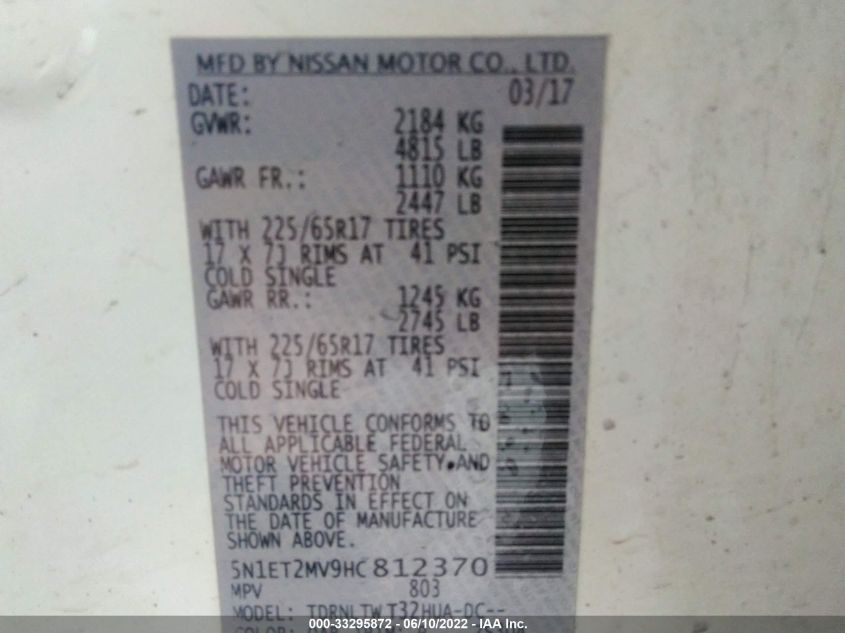 MFD BY NISSAN MOTOR CO., LTD.
DATE: 03/17
GVWR: 2184 KG
4815 LB
GAWR FR.: 1110 KG
2447 LB
WITH 225/65R17 TIRES
17 X 7J RIMS AT 41 PSI
COLD SINGLE
GAWR RR.: 1245 KG
2745 LB
WITH 225/65R17 TIRES
17 X 7J RIMS AT 41 PSI
COLD SINGLE
THIS VEHICLE CONFORMS TO
ALL APPLICABLE FEDERAL
MOTOR VEHICLE SAFETY AND
THEFT PREVENTION
STANDARDS IN EFFECT ON
THE DATE OF MANUFACTURE
SHOWN ABOVE.
5N1ET2MV9HC812370
MPV 803
MODEL: TDRNLTW T32HUA-DC--
000-33295872 - 06/10/2022 - IAA Inc.